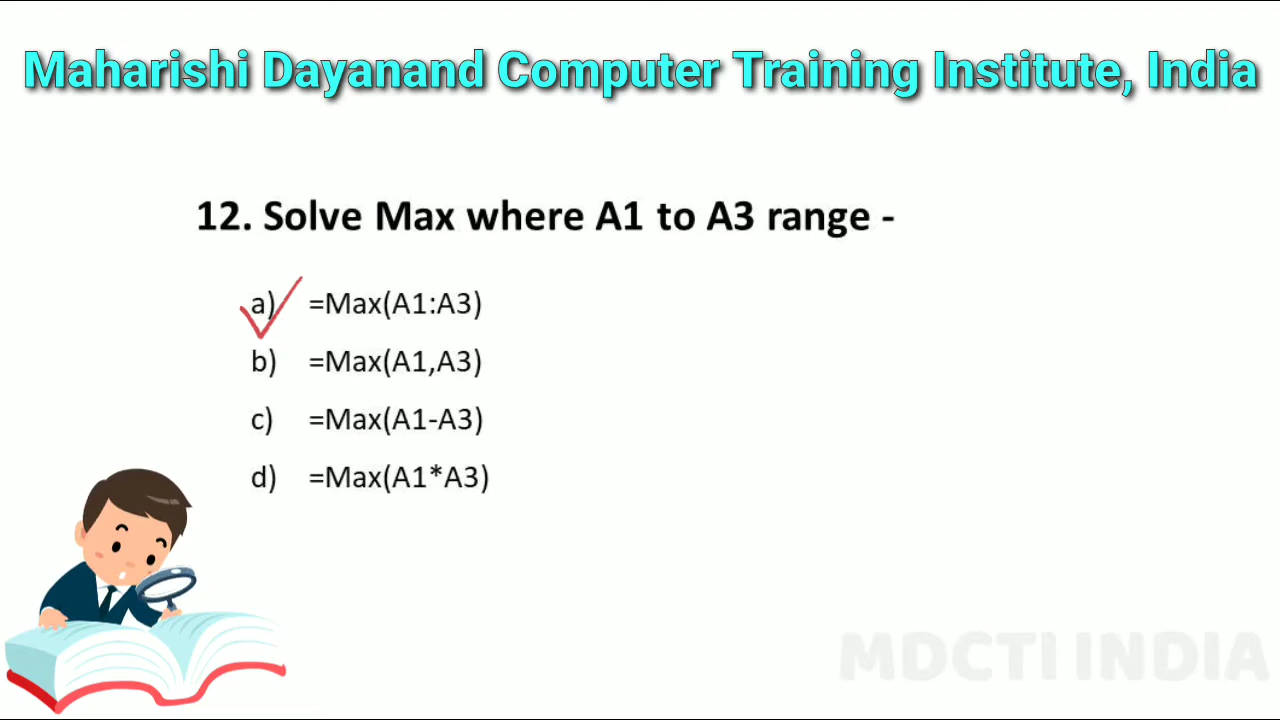 Maharishi Dayanand Computer Training Institute, India
12. Solve Max where A1 to A3 range -
a) =Max(A1:A3)
b) =Max(A1,A3)
c) =Max(A1-A3)
d) =Max(A1*A3)
MDCTI INDIA